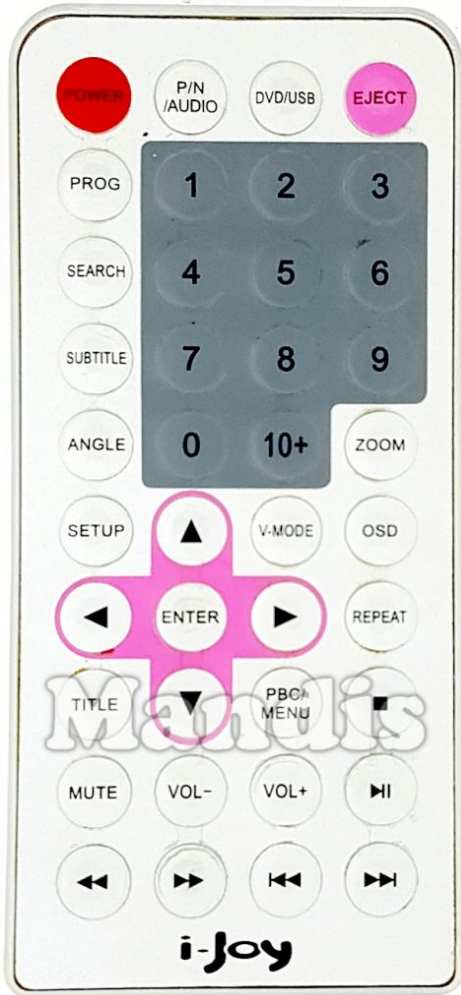 POWER
P/N
/AUDIO
DVD/USB
EJECT
PROG
1
2
3
SEARCH
4
5
6
SUBTITLE
7
8
9
ANGLE
0
10+
ZOOM
SETUP
V-MODE
OSD
ENTER
REPEAT
TITLE
PBC/
MENU
Mandis
MUTE
VOL-
VOL+
i-Joy